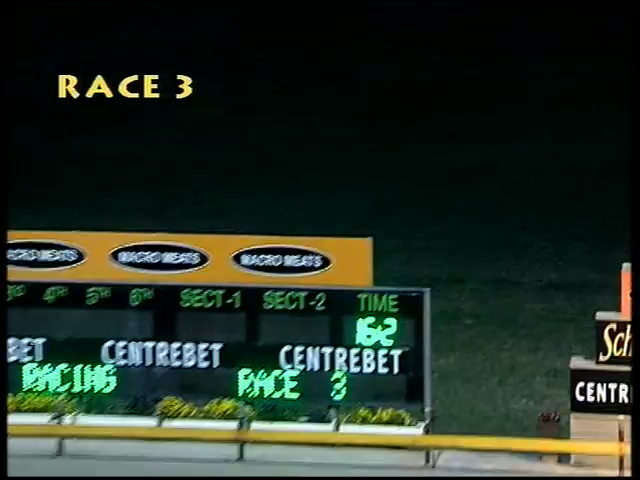 RACE 3
MACRO MEATS MACRO MEATS MACRO MEATS
3RD 4TH 5TH 6TH SECT-1 SECT-2 TIME
162
CENTREBET CENTREBET
RACING RACE 3
Sch
CENTR